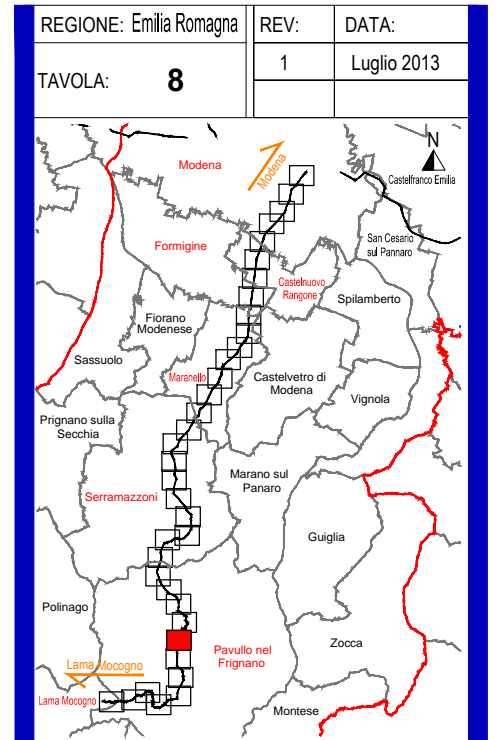 REGIONE: Emilia Romagna
REV:
DATA:
TAVOLA:
8
1
Luglio 2013
N
Modena
Modena
Castelfranco Emilia
Formigine
San Cesario
sul Pannaro
Castelnuovo
Rangone
Spilamberto
Fiorano
Modenese
Sassuolo
Maranello
Castelvetro di
Modena
Vignola
Prignano sulla
Secchia
Marano sul
Panaro
Serramazzoni
Guiglia
Polinago
Pavullo nel
Frignano
Zocca
Lama Mocogno
Lama Mocogno
Montese